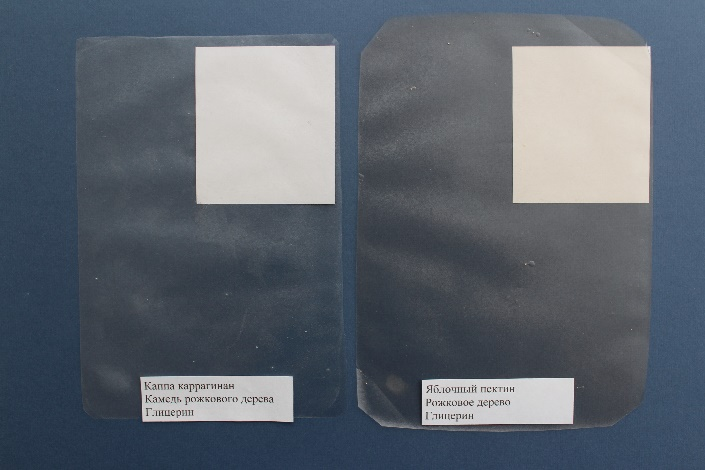 Каппа каррагинан
Камедь рожкового дерева
Глицерин
Яблочный пектин
Рожковое дерево
Глицерин